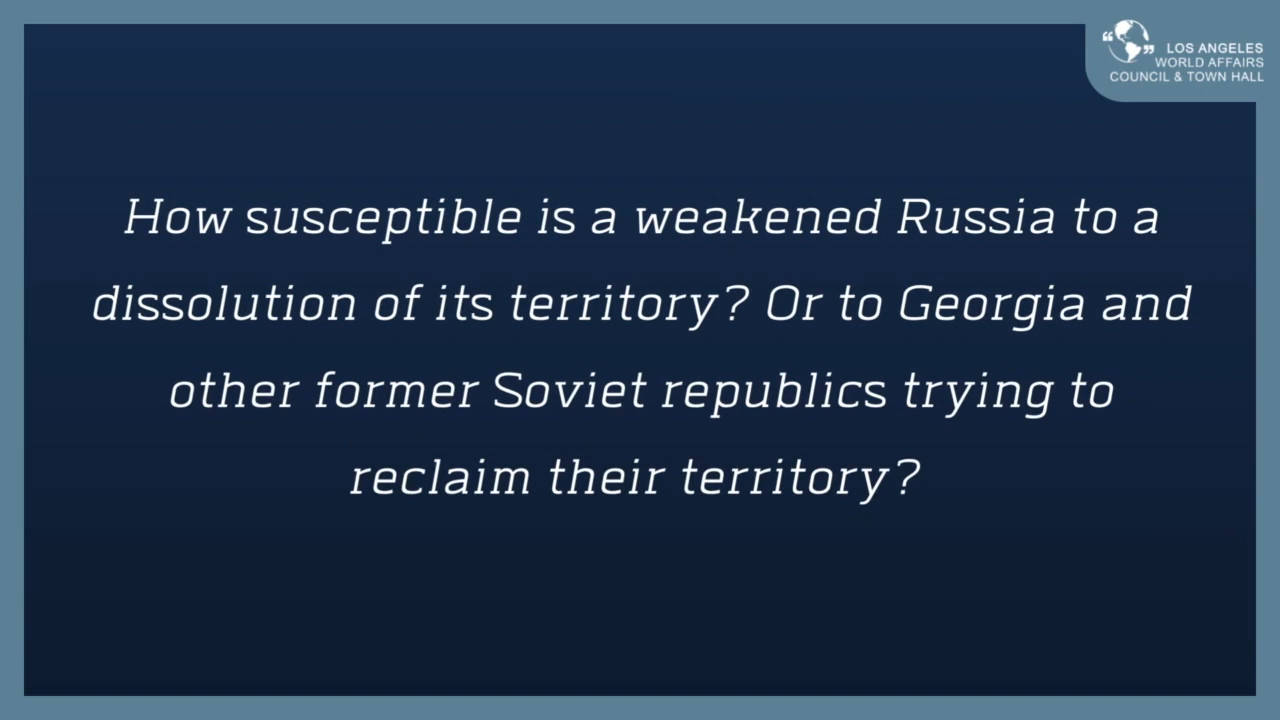 LOS ANGELES
WORLD AFFAIRS
COUNCIL & TOWN HALL
How susceptible is a weakened Russia to a
dissolution of its territory? Or to Georgia and
other former Soviet republics trying to
reclaim their territory?